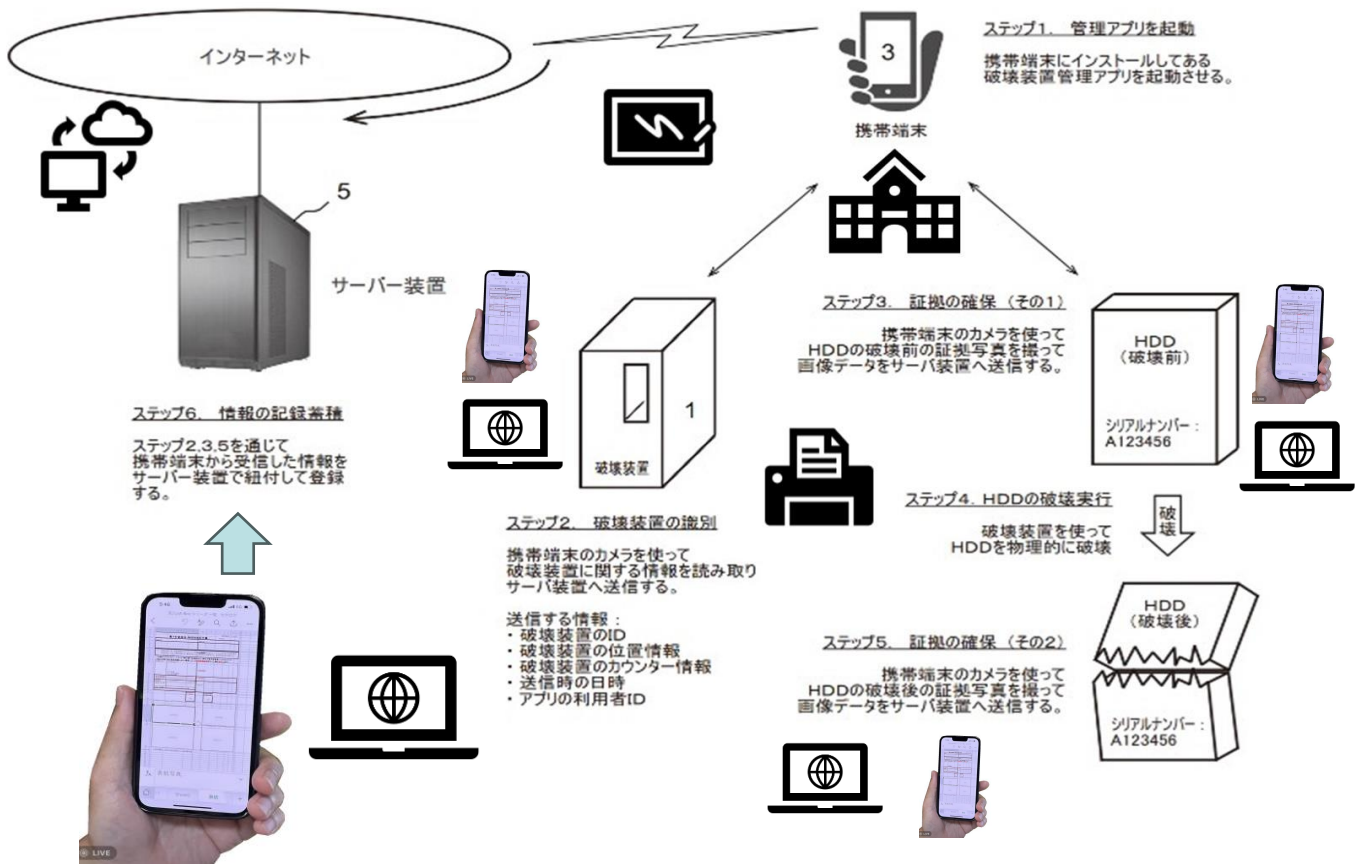 インターネット
3
携帯端末
ステップ1. 管理アプリを起動
携帯端末にインストールしてある
破壊装置管理アプリを起動させる。
5
サーバー装置
ステップ6. 情報の記録蓄積
ステップ2,3,5を通じて
携帯端末から受信した情報を
サーバー装置で紐付して登録
する。
1
破壊装置
ステップ2. 破壊装置の識別
携帯端末のカメラを使って
破壊装置に関する情報を読み取り
サーバ装置へ送信する。
送信する情報：
・破壊装置のID
・破壊装置の位置情報
・破壊装置のカウンター情報
・送信時の日時
・アプリの利用者ID
ステップ3. 証拠の確保（その1）
携帯端末のカメラを使って
HDDの破壊前の証拠写真を撮って
画像データをサーバ装置へ送信する。
HDD
（破壊前）
シリアルナンバー：
A123456
ステップ4. HDDの破壊実行
破壊装置を使って
HDDを物理的に破壊
破壊
ステップ5. 証拠の確保（その2）
携帯端末のカメラを使って
HDDの破壊後の証拠写真を撮って
画像データをサーバ装置へ送信する。
HDD
（破壊後）
シリアルナンバー：
A123456
LIVE